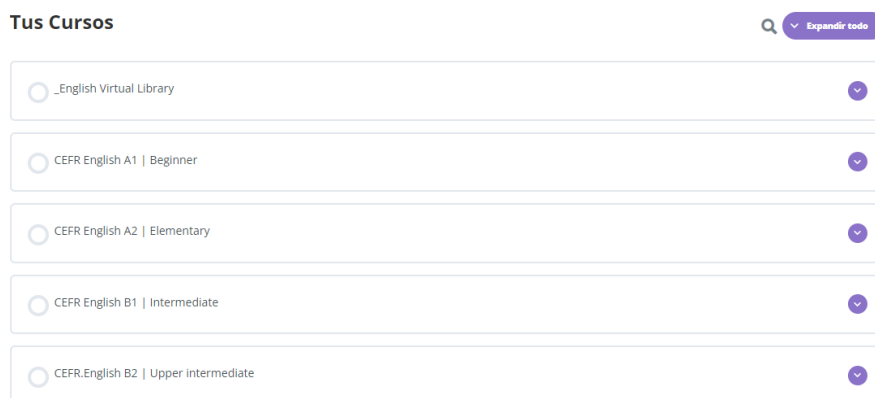 Tus Cursos
Expandir todo
_English Virtual Library
CEFR English A1 | Beginner
CEFR English A2 | Elementary
CEFR English B1 | Intermediate
CEFR.English B2 | Upper intermediate